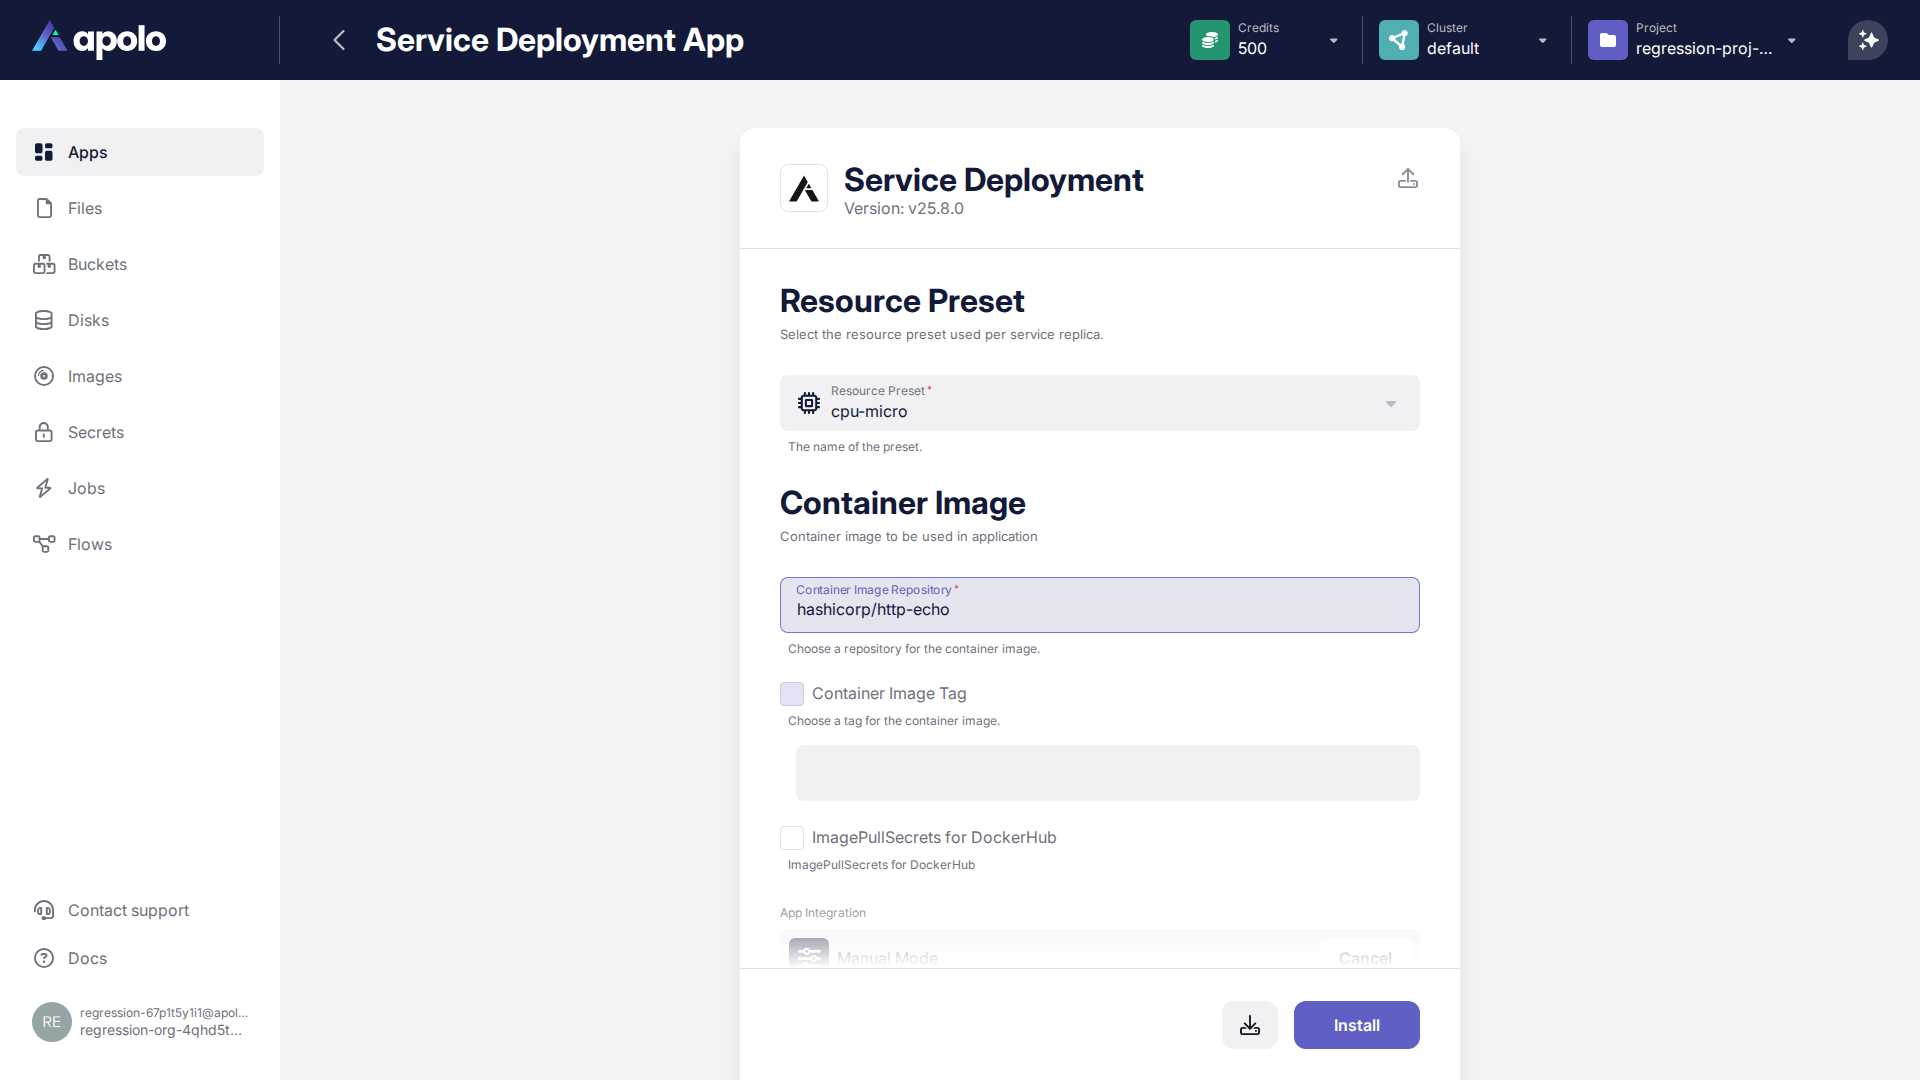 apolo
Service Deployment App
Credits
500
Cluster
default
Project
regression-proj-...
Apps
Files
Buckets
Disks
Images
Secrets
Jobs
Flows
Contact support
Docs
RE
regression-67p1t5y1i1@apol...
regression-org-4qhd5t...
Service Deployment
Version: v25.8.0
Resource Preset
Select the resource preset used per service replica.
Resource Preset*
cpu-micro
The name of the preset.
Container Image
Container image to be used in application
Container Image Repository*
hashicorp/http-echo
Choose a repository for the container image.
Container Image Tag
Choose a tag for the container image.
ImagePullSecrets for DockerHub
ImagePullSecrets for DockerHub
App Integration
Manual Mode
Cancel
Install